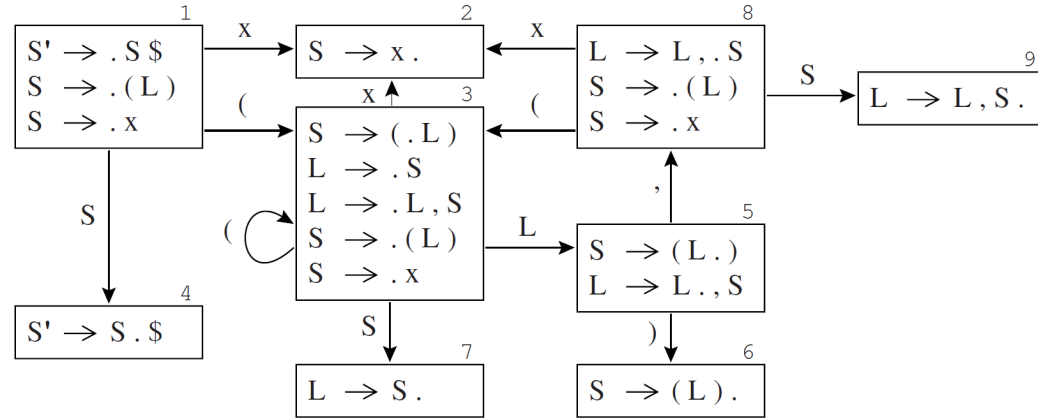 1
S' → . S $
S → . ( L )
S → . x
x
(
S
4
S' → S . $
2
S → x .
x
3
S → ( . L )
L → . S
L → . L , S
S → . ( L )
S → . x
(
L
S
7
L → S .
x
(
8
L → L , . S
S → . ( L )
S → . x
S
9
L → L , S .
,
5
S → ( L . )
L → L . , S
)
6
S → ( L ) .